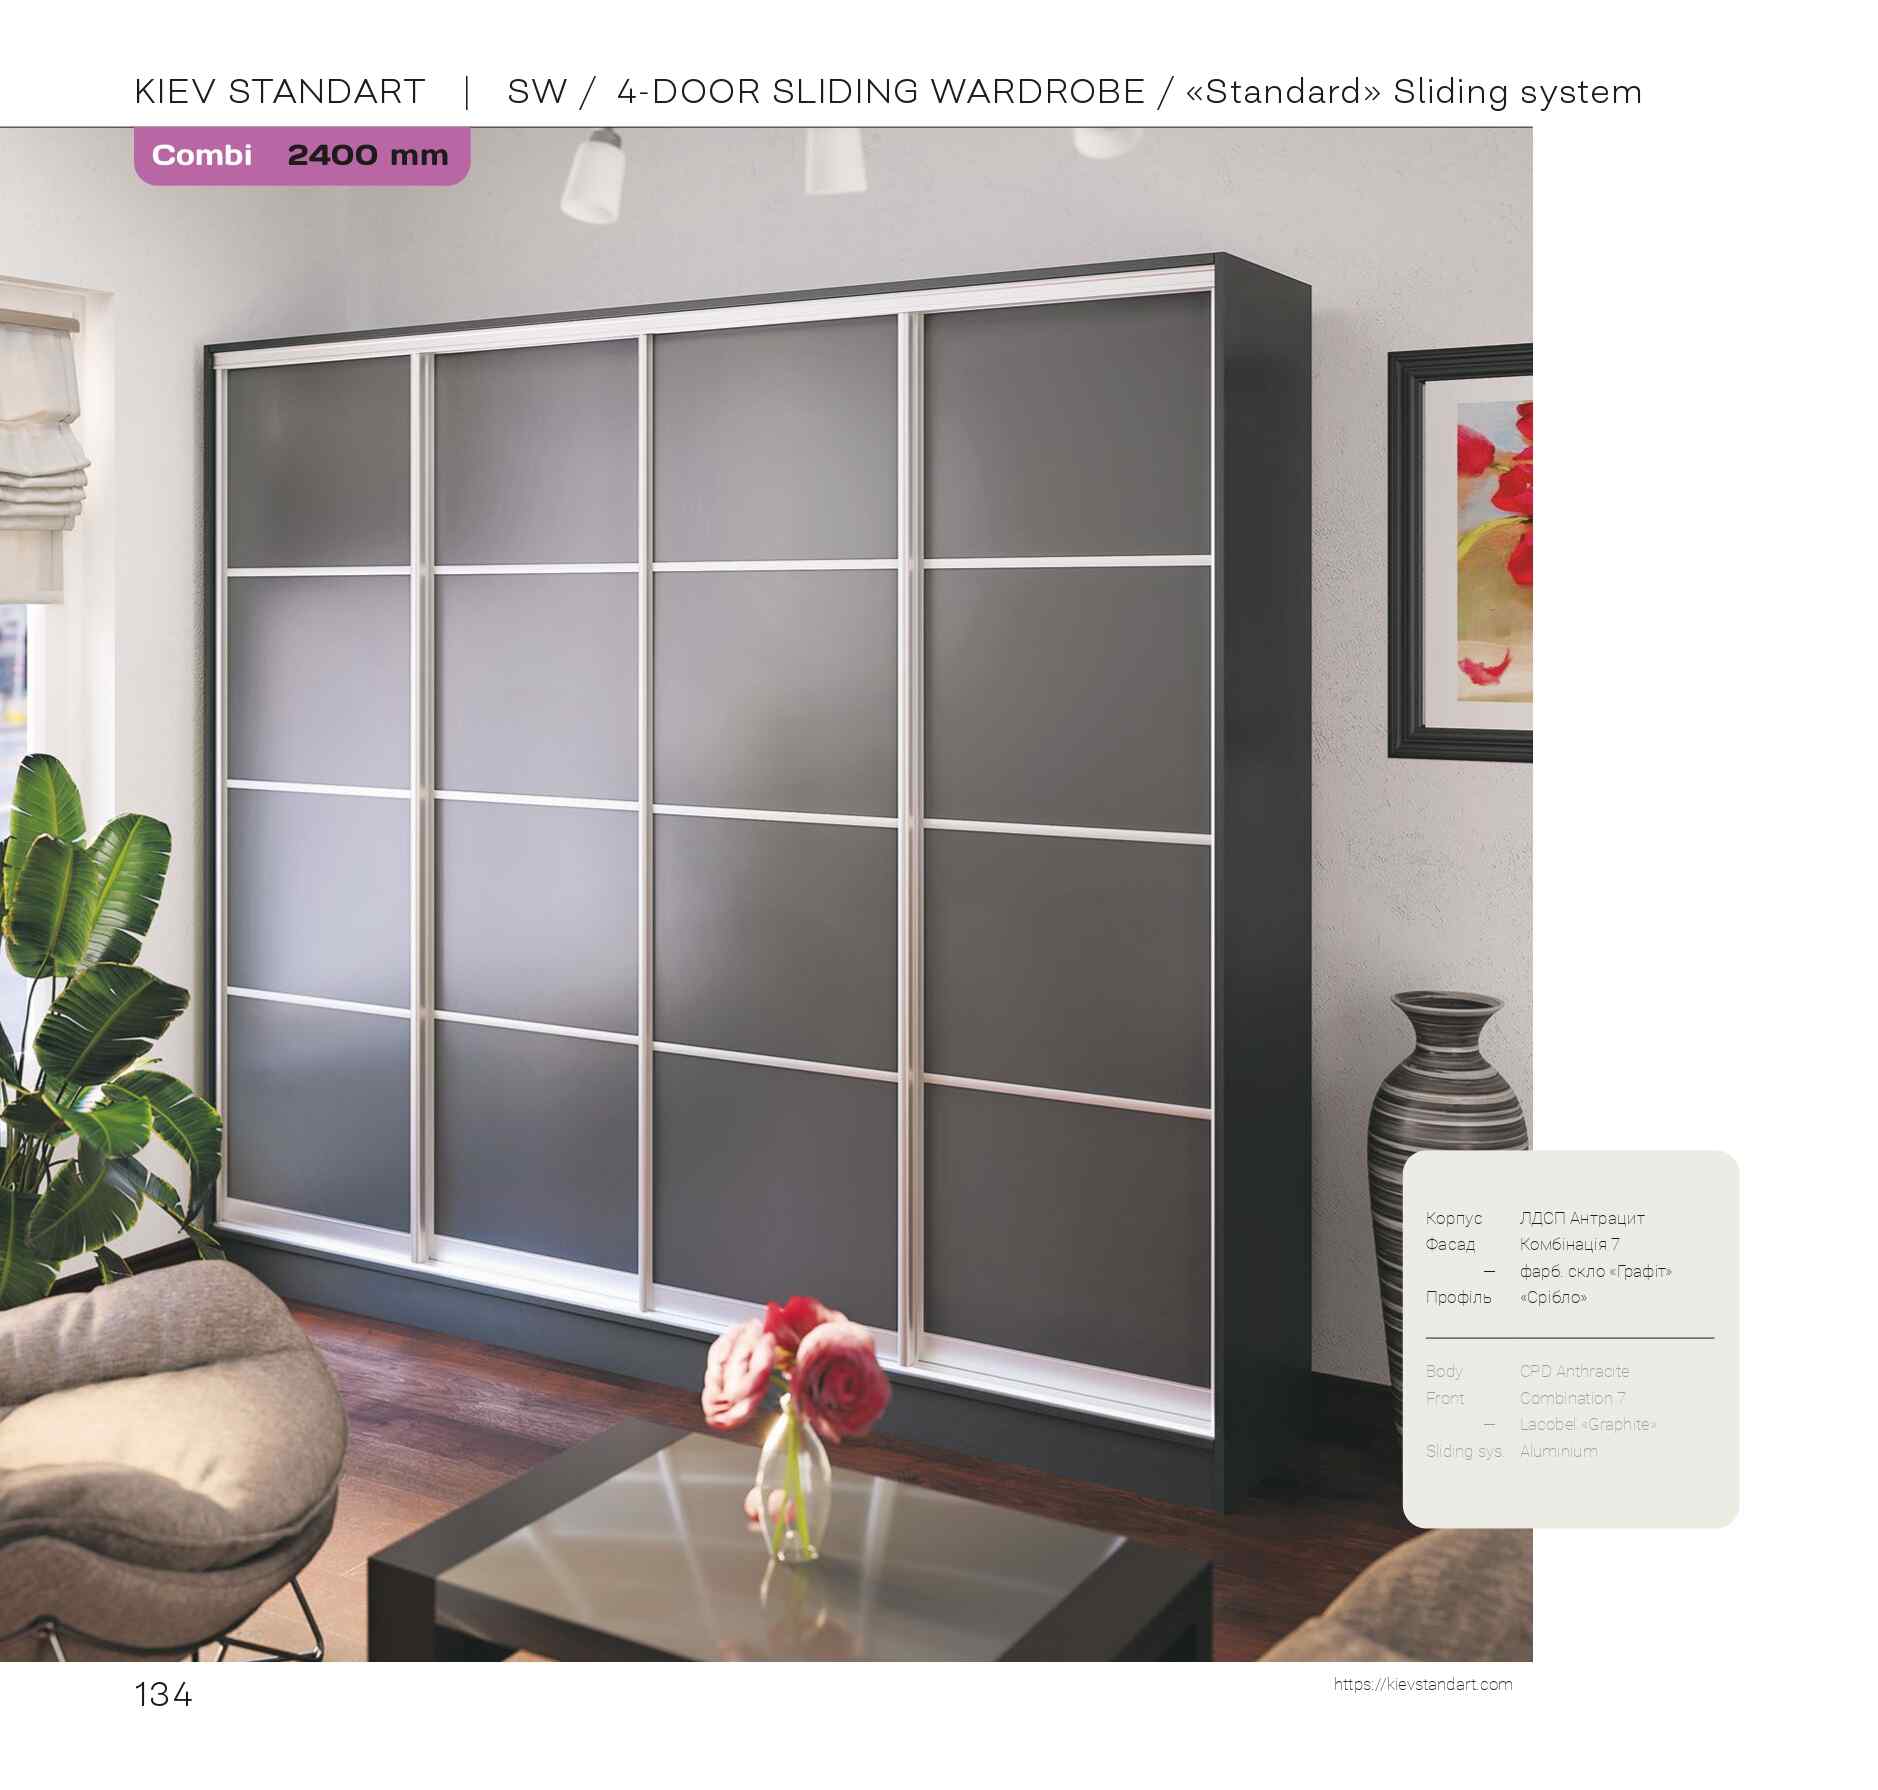 KIEV STANDART | SW / 4-DOOR SLIDING WARDROBE / «Standard» Sliding system
Combi 2400 mm
Корпус ЛДСП Антрацит
Фасад Комбінація 7
— фарб. скло «Графіт»
Профіль «Срібло»
Body CPD Anthracite
Front Combination 7
— Lacobel «Graphite»
Sliding sys. Aluminium
134
https://kievstandart.com